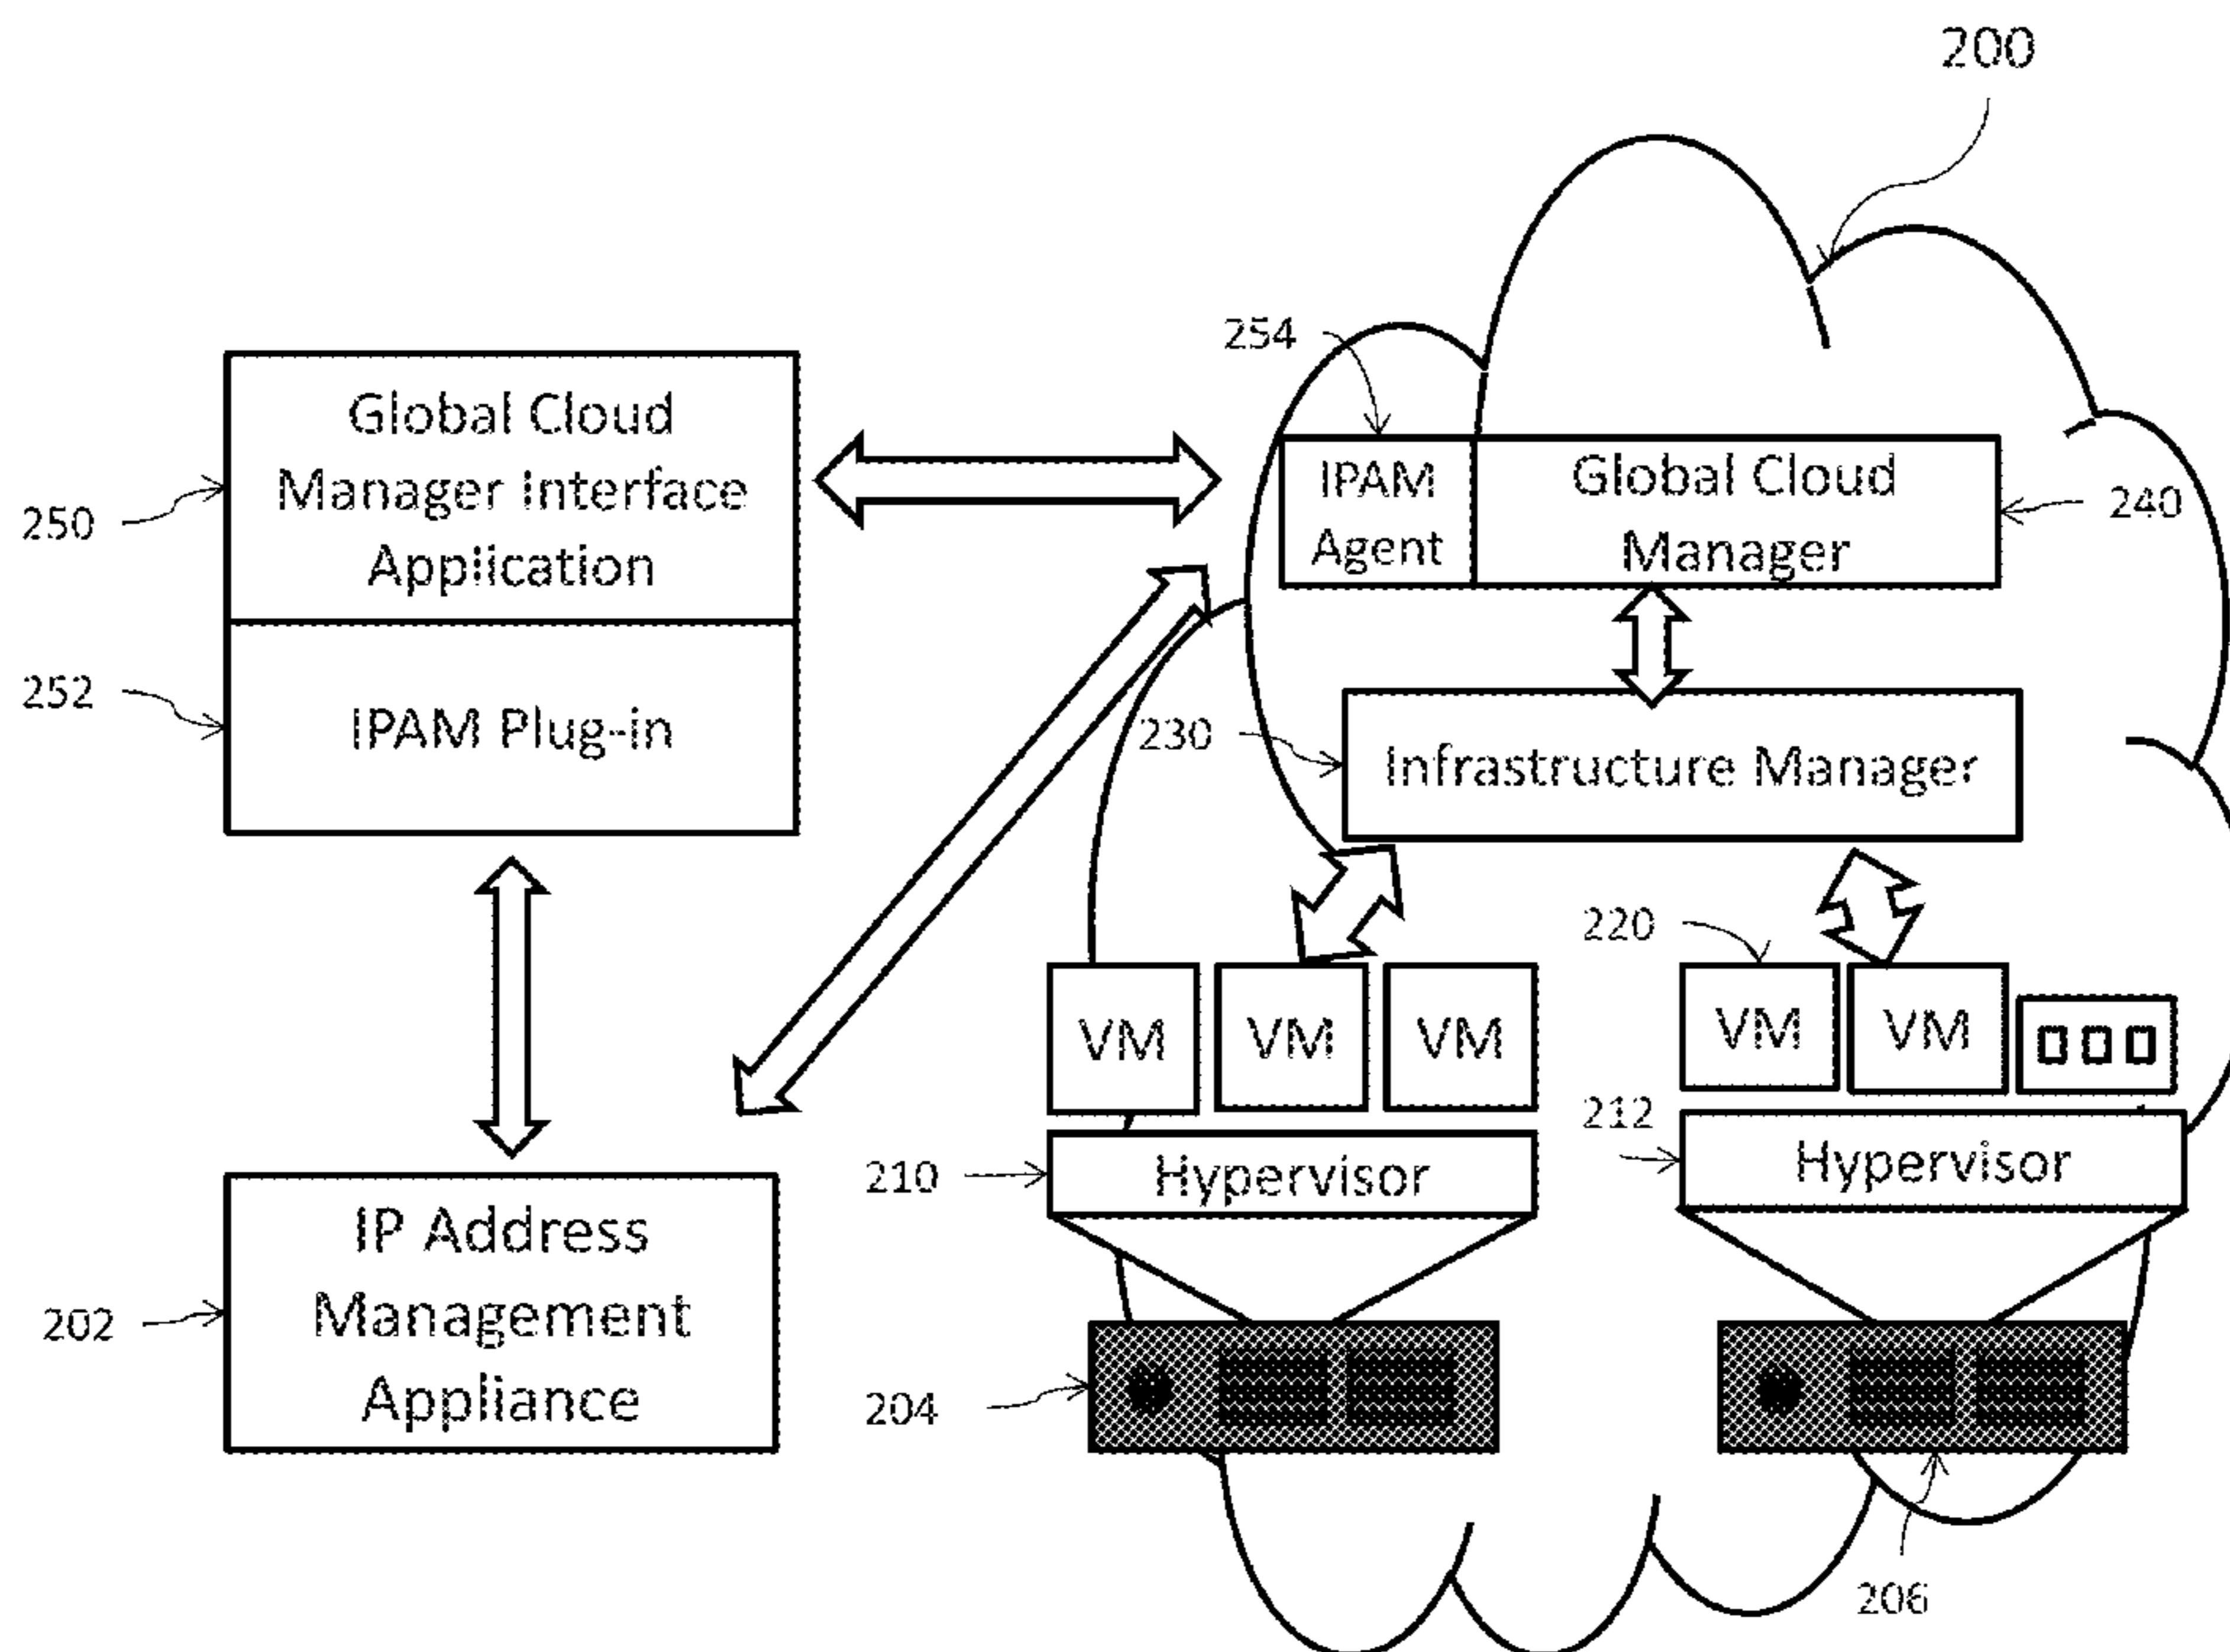 200
254
Global Cloud
Manager Interface
Application
250
IPAM
Agent
Global Cloud
Manager
240
252
IPAM Plug-in
230
Infrastructure Manager
220
VM
VM
VM
VM
VM
212
210
Hypervisor
Hypervisor
IP Address
Management
Appliance
202
204
206